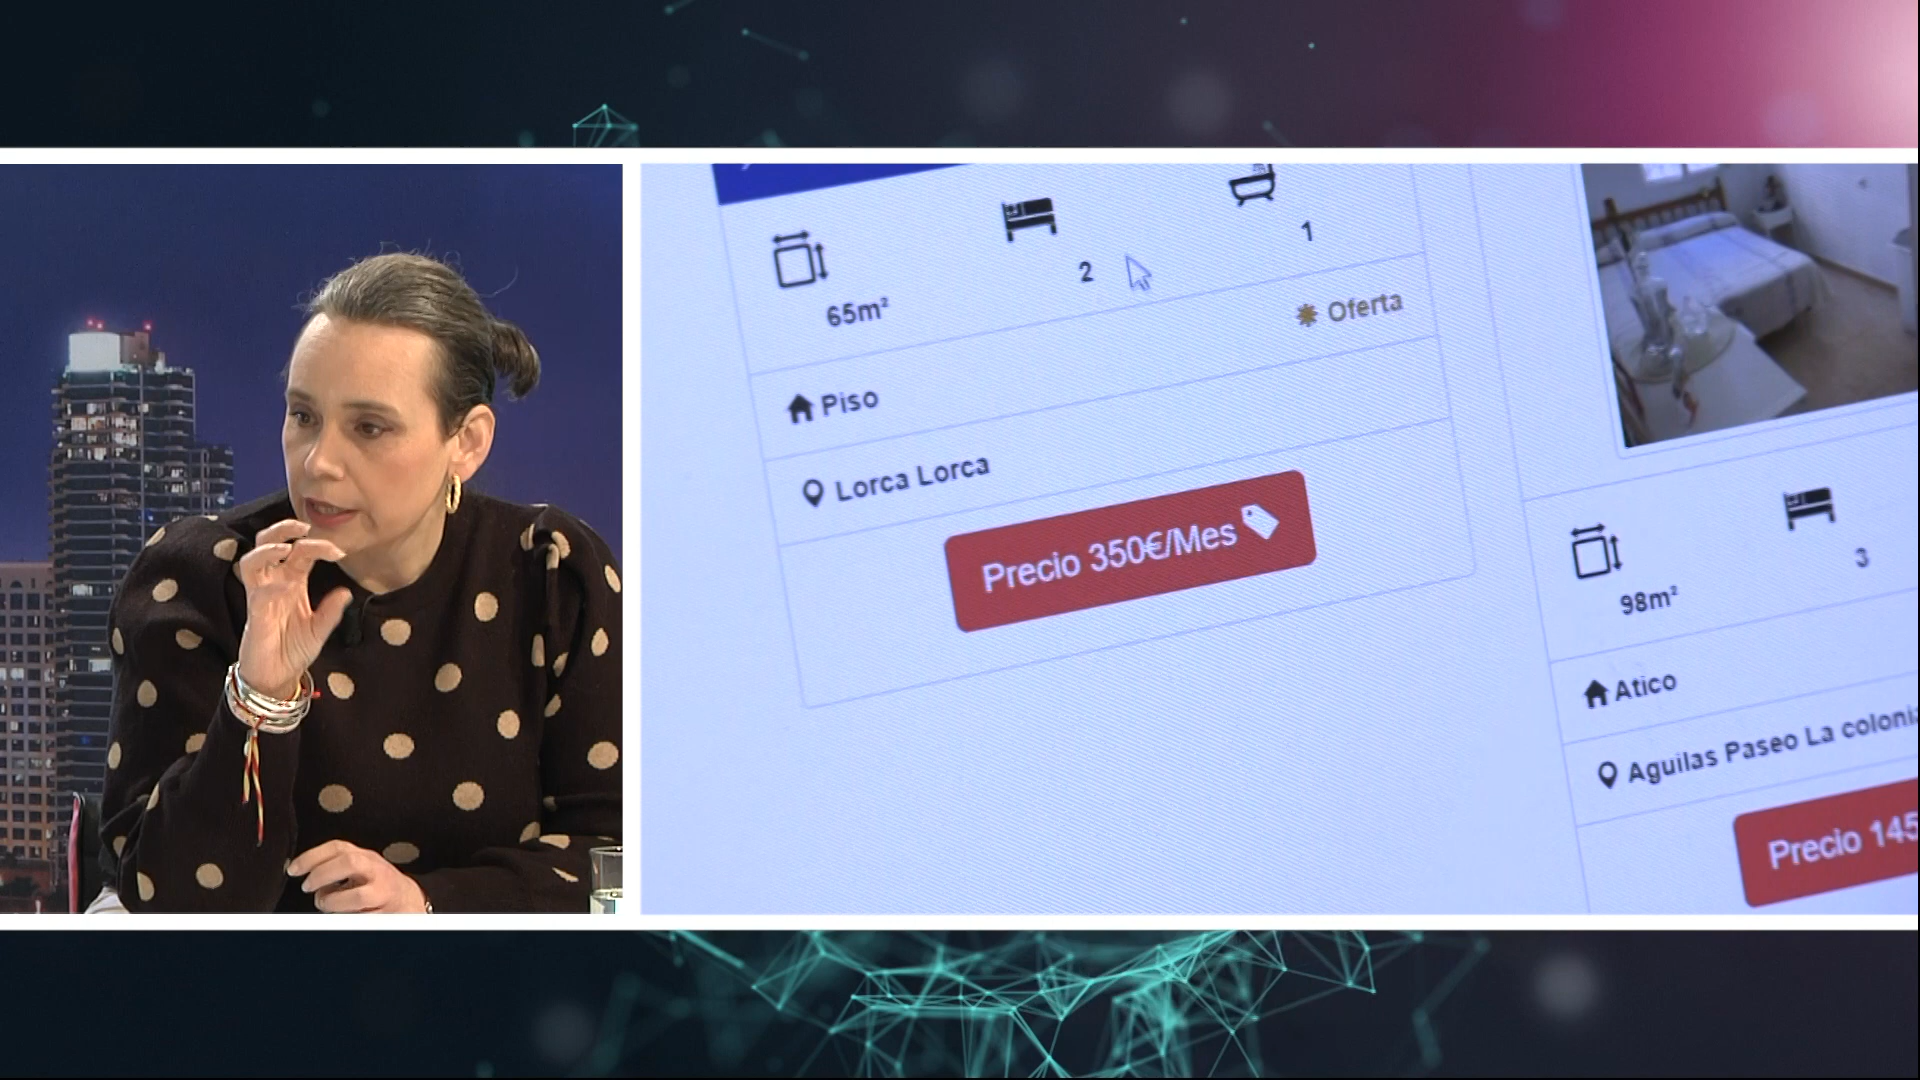 65m²
2
1
Oferta
Piso
Lorca Lorca
Precio 350€/Mes
98m²
3
Atico
Aguilas Paseo La colonia
Precio 145